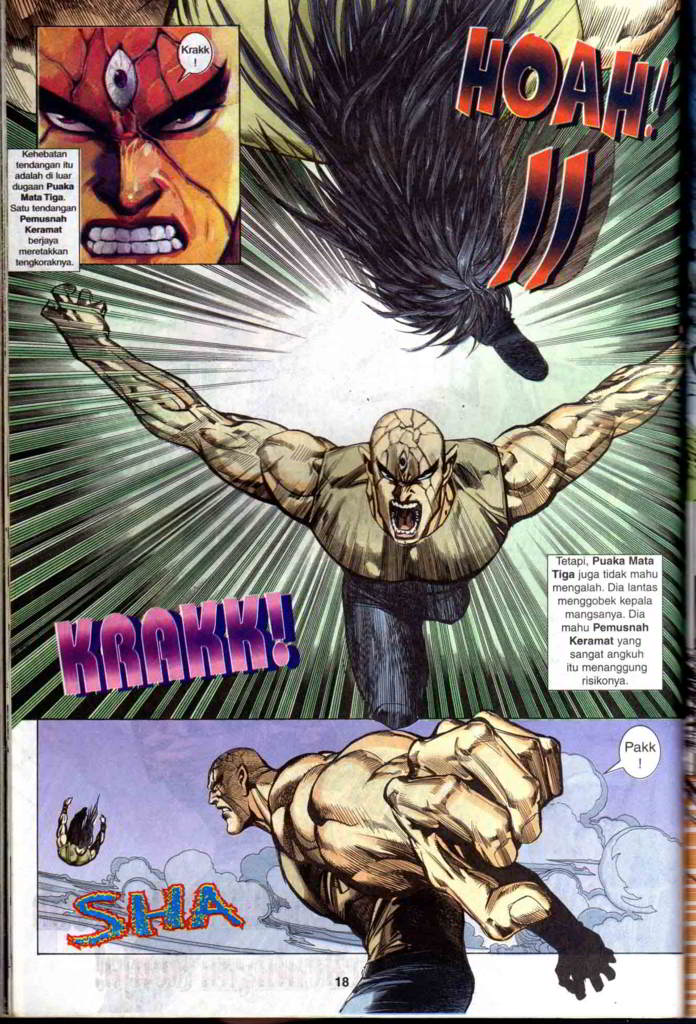 Krakk
!
HOAH!
!!
Kehebatan
tendangan itu
adalah di luar
dugaan Puaka
Mata Tiga.
Satu tendangan
Pemusnah
Keramat
berjaya
meretakkan
tengkoraknya.
Tetapi, Puaka Mata
Tiga juga tidak mahu
mengalah. Dia lantas
menggobek kepala
mangsanya. Dia
mahu Pemusnah
Keramat yang
sangat angkuh
itu menanggung
risikonya.
KRAKK!
Pakk
!
SHA
18